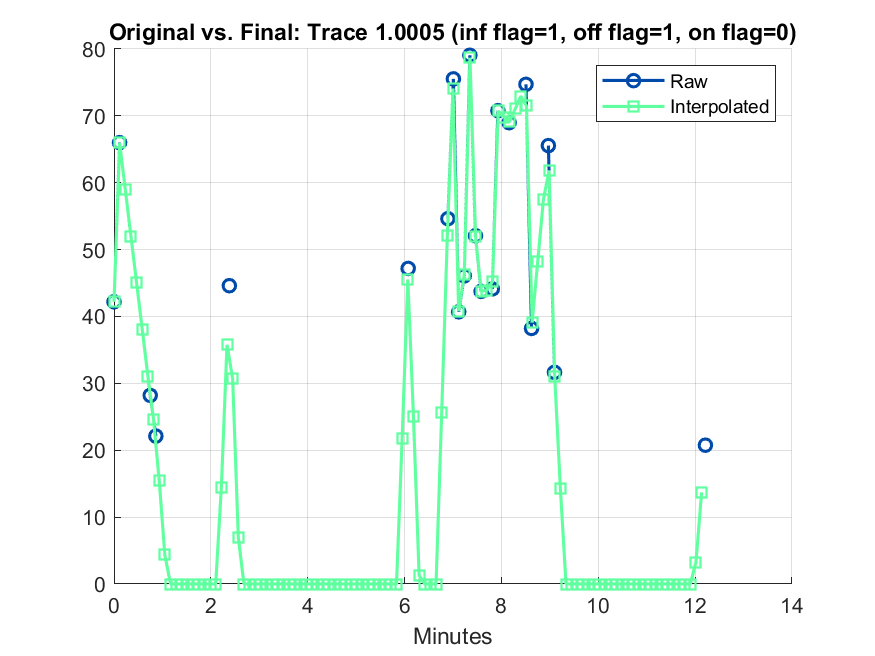 Original vs. Final: Trace 1.0005 (inf flag=1, off flag=1, on flag=0)
80
70
60
50
40
30
20
10
0
Raw
Interpolated
0 2 4 6 8 10 12 14
Minutes